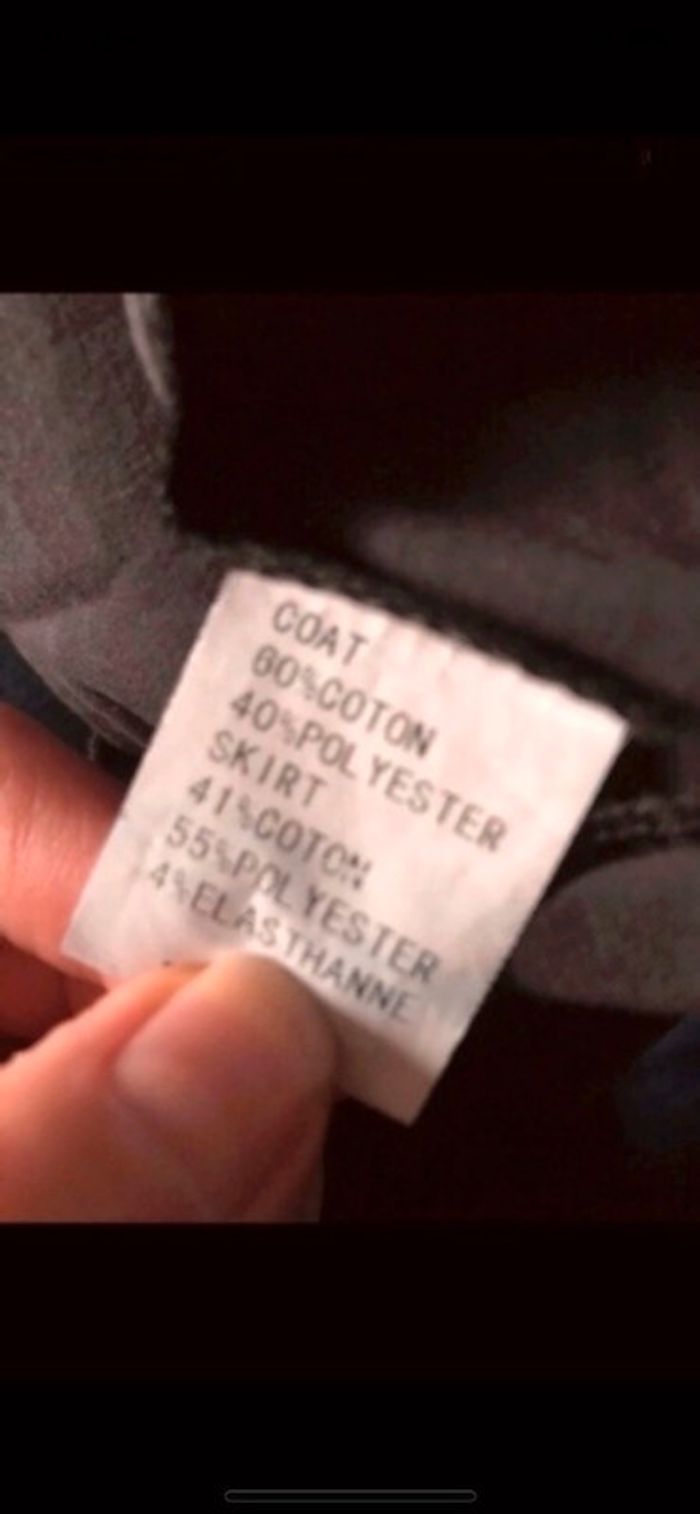 COAT
60%COTON
40%POLYESTER
SKIRT
41%COTON
55%POLYESTER
4%ELASTHANNE